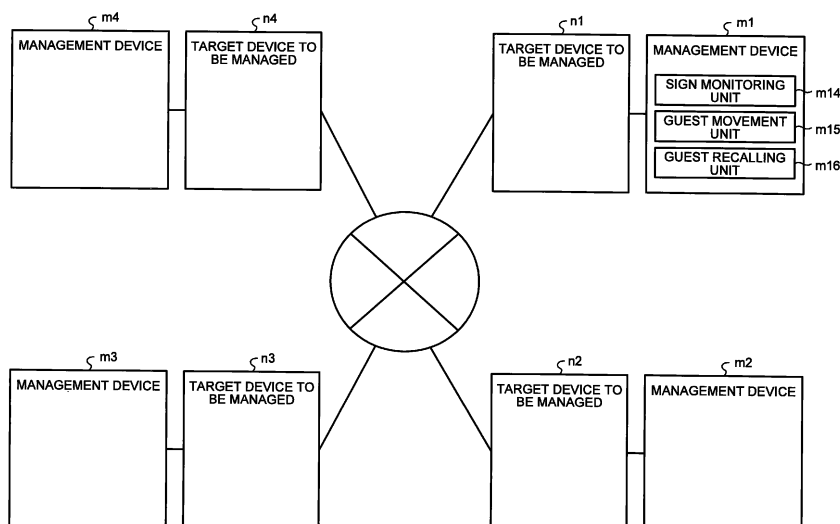 m4
MANAGEMENT DEVICE
n4
TARGET DEVICE TO
BE MANAGED
n1
TARGET DEVICE TO
BE MANAGED
m1
MANAGEMENT DEVICE
SIGN MONITORING
UNIT
m14
GUEST MOVEMENT
UNIT
m15
GUEST RECALLING
UNIT
m16
m3
MANAGEMENT DEVICE
n3
TARGET DEVICE TO
BE MANAGED
n2
TARGET DEVICE TO
BE MANAGED
m2
MANAGEMENT DEVICE